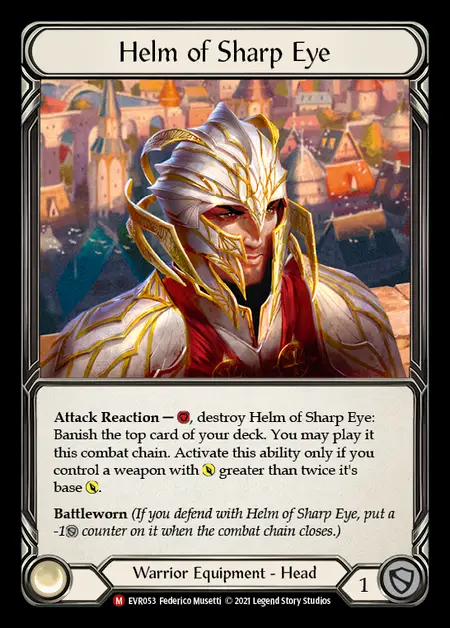 Helm of Sharp Eye
Attack Reaction — , destroy Helm of Sharp Eye:
Banish the top card of your deck. You may play it
this combat chain. Activate this ability only if you
control a weapon with greater than twice it's
base .
Battleworn (If you defend with Helm of Sharp Eye, put a
-1 counter on it when the combat chain closes.)
Warrior Equipment - Head
1
M EVR053 Federico Musetti © 2021 Legend Story Studios